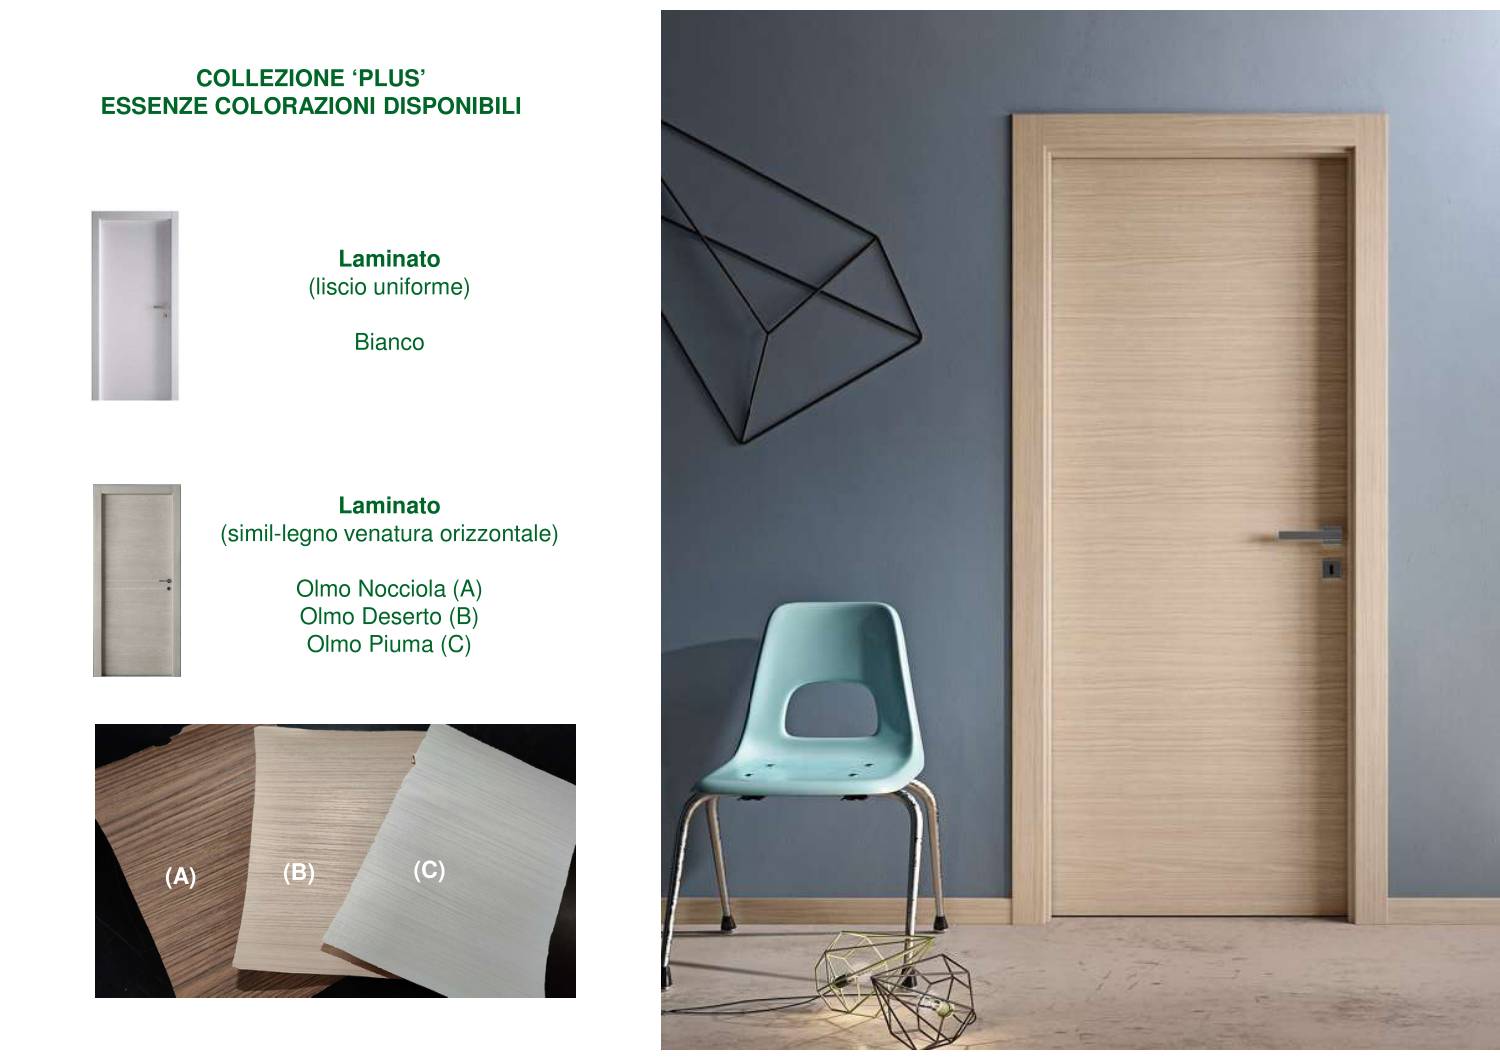 COLLEZIONE ‘PLUS’
ESSENZE COLORAZIONI DISPONIBILI
Laminato
(liscio uniforme)
Bianco
Laminato
(simil-legno venatura orizzontale)
Olmo Nocciola (A)
Olmo Deserto (B)
Olmo Piuma (C)
(A)
(B)
(C)